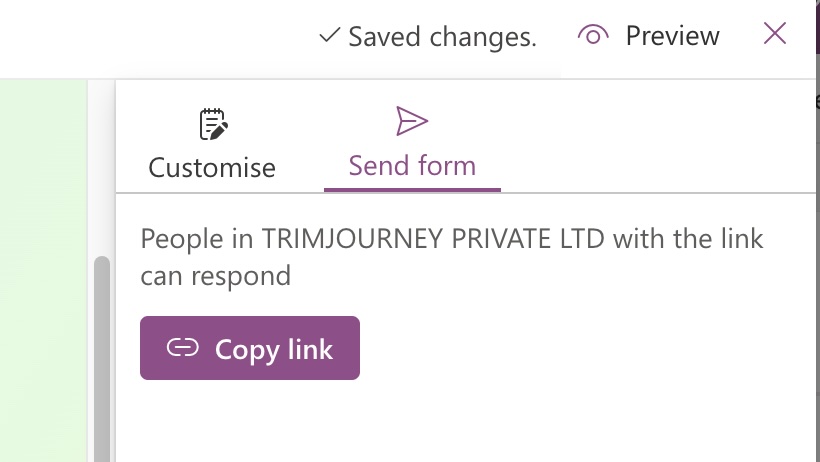 Saved changes.
Preview
Customise
Send form
People in TRIMJOURNEY PRIVATE LTD with the link
can respond
Copy link